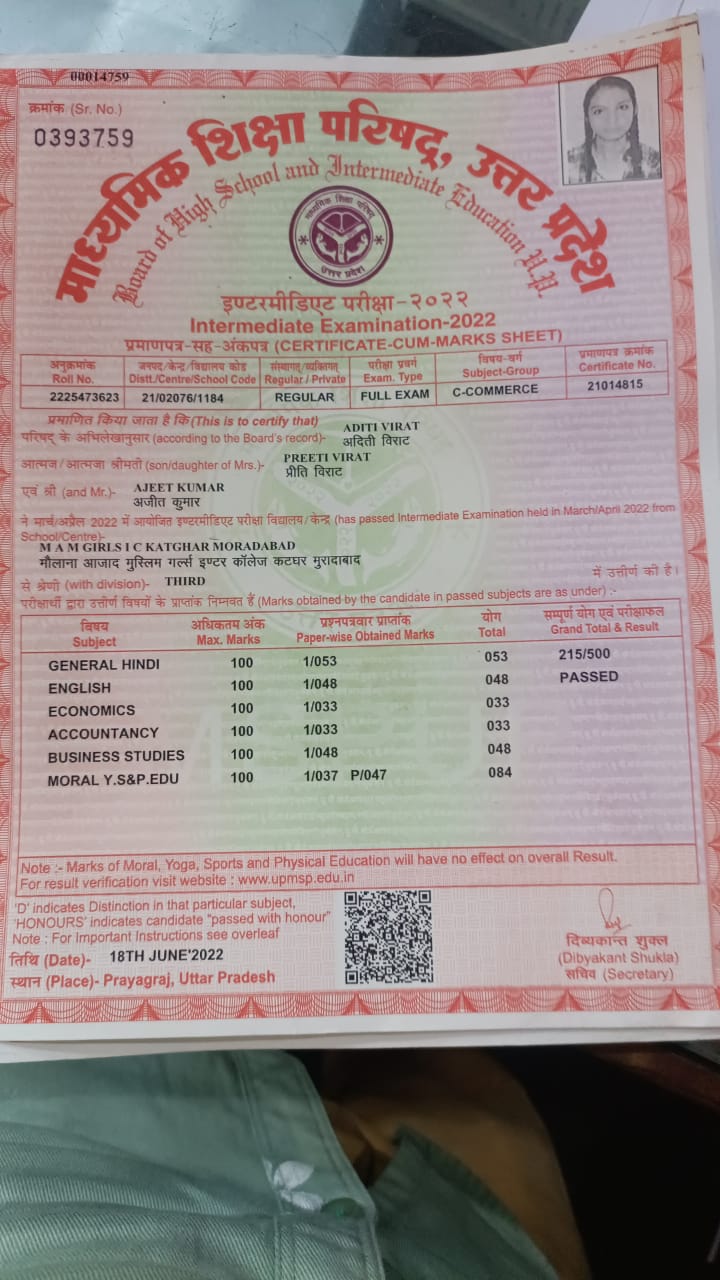 00014759
क्रमांक (Sr. No.)
0393759
माध्यमिक शिक्षा परिषद्, उत्तर प्रदेश
Board of High School and Intermediate Education U.P.
माध्यमिक शिक्षा परिषद्
उत्तर प्रदेश
इण्टरमीडिएट परीक्षा-२०२२
Intermediate Examination-2022
प्रमाणपत्र-सह-अंकपत्र (CERTIFICATE-CUM-MARKS SHEET)
अनुक्रमांक जनपद/केन्द्र/विद्यालय कोड संस्थागत/व्यक्तिगत परीक्षा प्रवर्ग विषय-वर्ग प्रमाणपत्र क्रमांक
Roll No. Distt./Centre/School Code Regular / Private Exam. Type Subject-Group Certificate No.
2225473623 21/02076/1184 REGULAR FULL EXAM C-COMMERCE 21014815
प्रमाणित किया जाता है कि(This is to certify that)
परिषद् के अभिलेखानुसार (according to the Board's record)- ADITI VIRAT
अदिती विराट
आत्मज/आत्मजा श्रीमती (son/daughter of Mrs.)- PREETI VIRAT
प्रीति विराट
एवं श्री (and Mr.)- AJEET KUMAR
अजीत कुमार
ने मार्च/अप्रैल 2022 में आयोजित इण्टरमीडिएट परीक्षा विद्यालय/केन्द्र (has passed Intermediate Examination held in March/April 2022 from
School/Centre)-
M A M GIRLS I C KATGHAR MORADABAD
मौलाना आजाद मुस्लिम गर्ल्स इण्टर कॉलेज कटघर मुरादाबाद
से श्रेणी (with division)- THIRD में उत्तीर्ण की है।
परीक्षार्थी द्वारा उत्तीर्ण विषयों के प्राप्तांक निम्नवत हैं (Marks obtained by the candidate in passed subjects are as under) :-
विषय अधिकतम अंक प्रश्नपत्रवार प्राप्तांक योग सम्पूर्ण योग एवं परीक्षाफल
Subject Max. Marks Paper-wise Obtained Marks Total Grand Total & Result
GENERAL HINDI 100 1/053 053 215/500
ENGLISH 100 1/048 048 PASSED
ECONOMICS 100 1/033 033
ACCOUNTANCY 100 1/033 033
BUSINESS STUDIES 100 1/048 048
MORAL Y.S&P.EDU 100 1/037 P/047 084
Note :- Marks of Moral, Yoga, Sports and Physical Education will have no effect on overall Result.
For result verification visit website : www.upmsp.edu.in
'D' indicates Distinction in that particular subject,
'HONOURS' indicates candidate "passed with honour"
Note : For Important Instructions see overleaf
तिथि (Date)- 18TH JUNE'2022
स्थान (Place)- Prayagraj, Uttar Pradesh
दिब्यकान्त शुक्ल
(Dibyakant Shukla)
सचिव (Secretary)